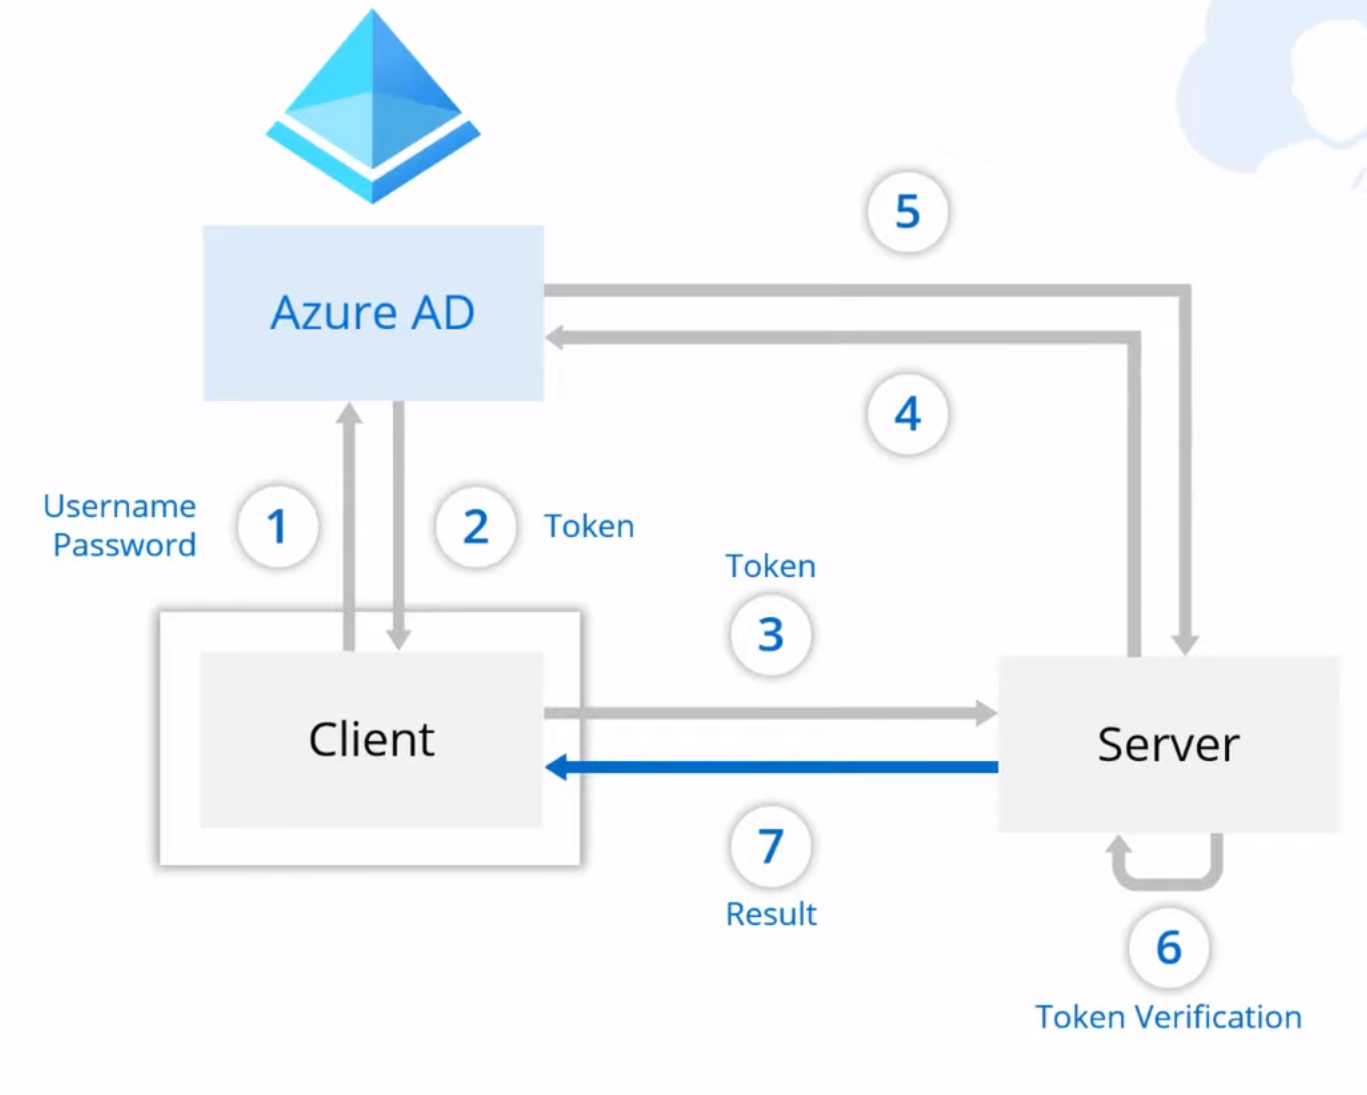 5
Azure AD
4
Username
Password
1
2
Token
Token
3
Client
Server
7
Result
6
Token Verification